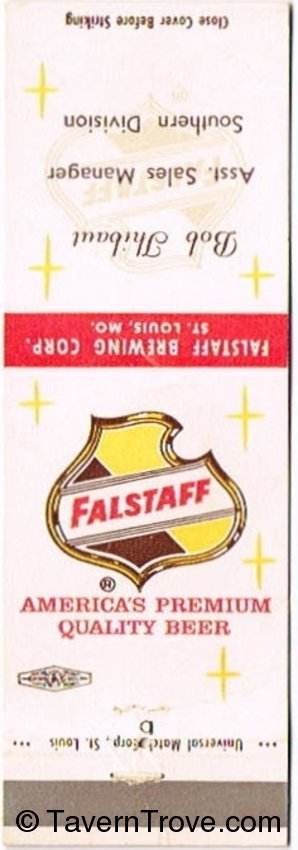 Close Cover Before Striking
®
Southern Division
Asst. Sales Manager
FALSTAFF
Bob Thibaut
ST. LOUIS, MO.
FALSTAFF BREWING CORP.
FALSTAFF
®
AMERICA'S PREMIUM
QUALITY BEER
Universal Match Corp., St. Louis
© TavernTrove.com